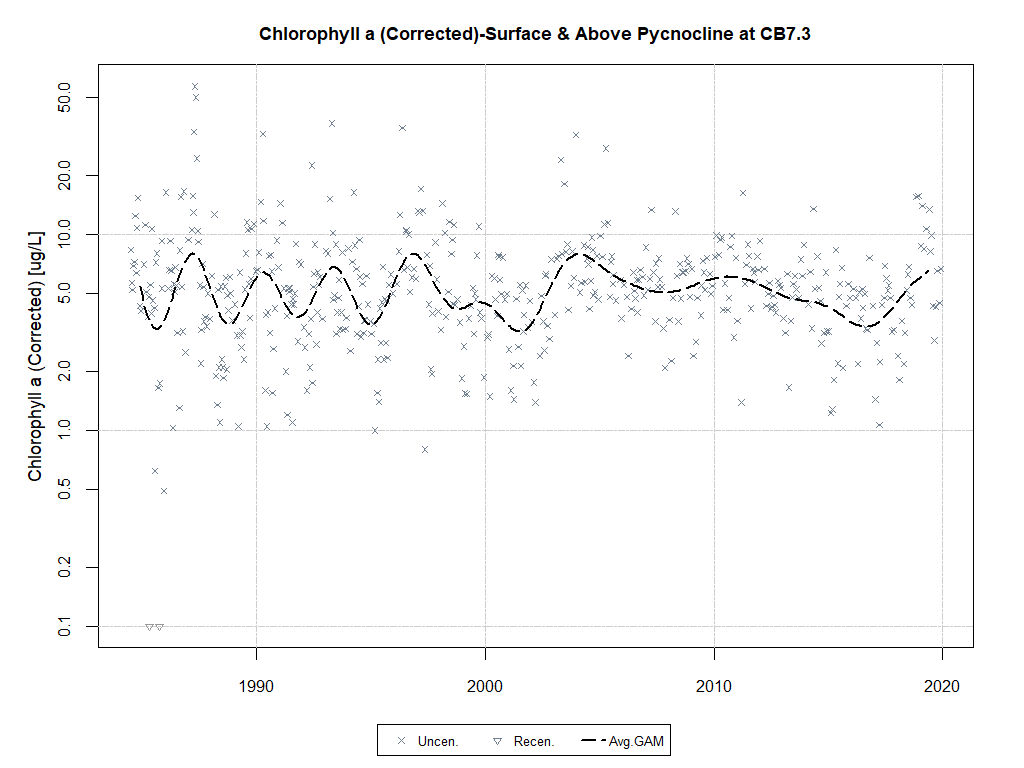 Chlorophyll a (Corrected)-Surface & Above Pycnocline at CB7.3
Chlorophyll a (Corrected) [ug/L]
50.0
20.0
10.0
5.0
2.0
1.0
0.5
0.2
0.1
1990 2000 2010 2020
Uncen. Recen. Avg.GAM